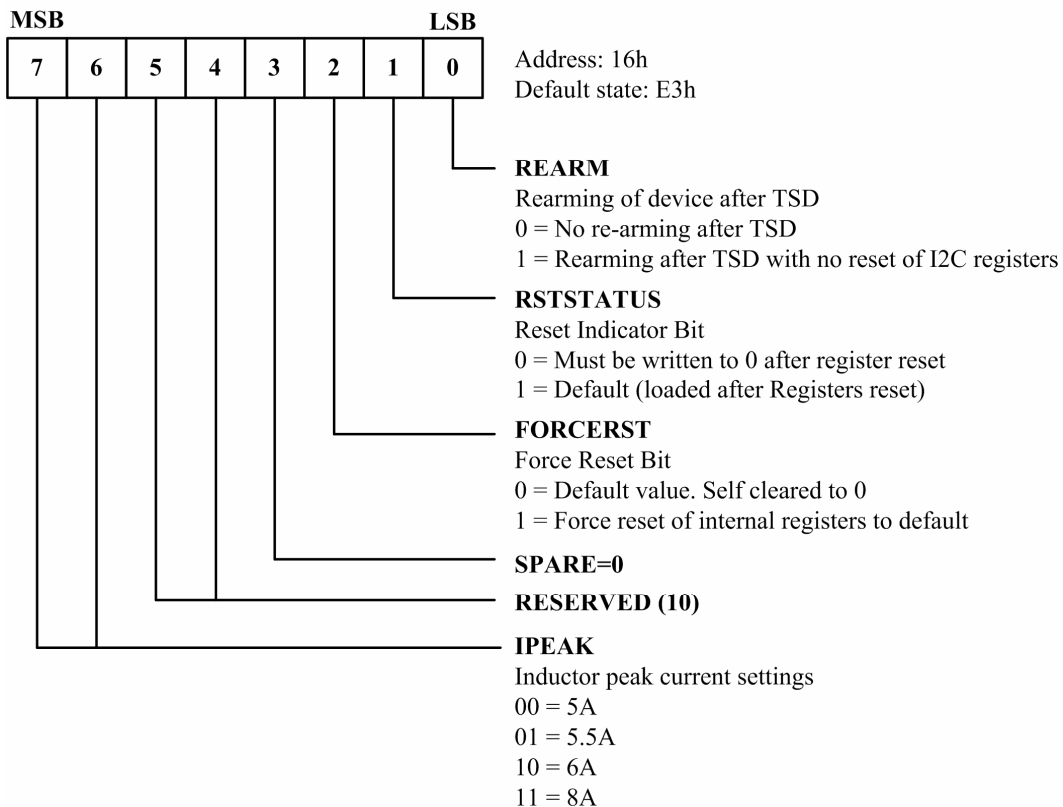 MSB LSB
7 6 5 4 3 2 1 0
Address: 16h
Default state: E3h
REARM
Rearming of device after TSD
0 = No re-arming after TSD
1 = Rearming after TSD with no reset of I2C registers
RSTSTATUS
Reset Indicator Bit
0 = Must be written to 0 after register reset
1 = Default (loaded after Registers reset)
FORCERST
Force Reset Bit
0 = Default value. Self cleared to 0
1 = Force reset of internal registers to default
SPARE=0
RESERVED (10)
IPEAK
Inductor peak current settings
00 = 5A
01 = 5.5A
10 = 6A
11 = 8A